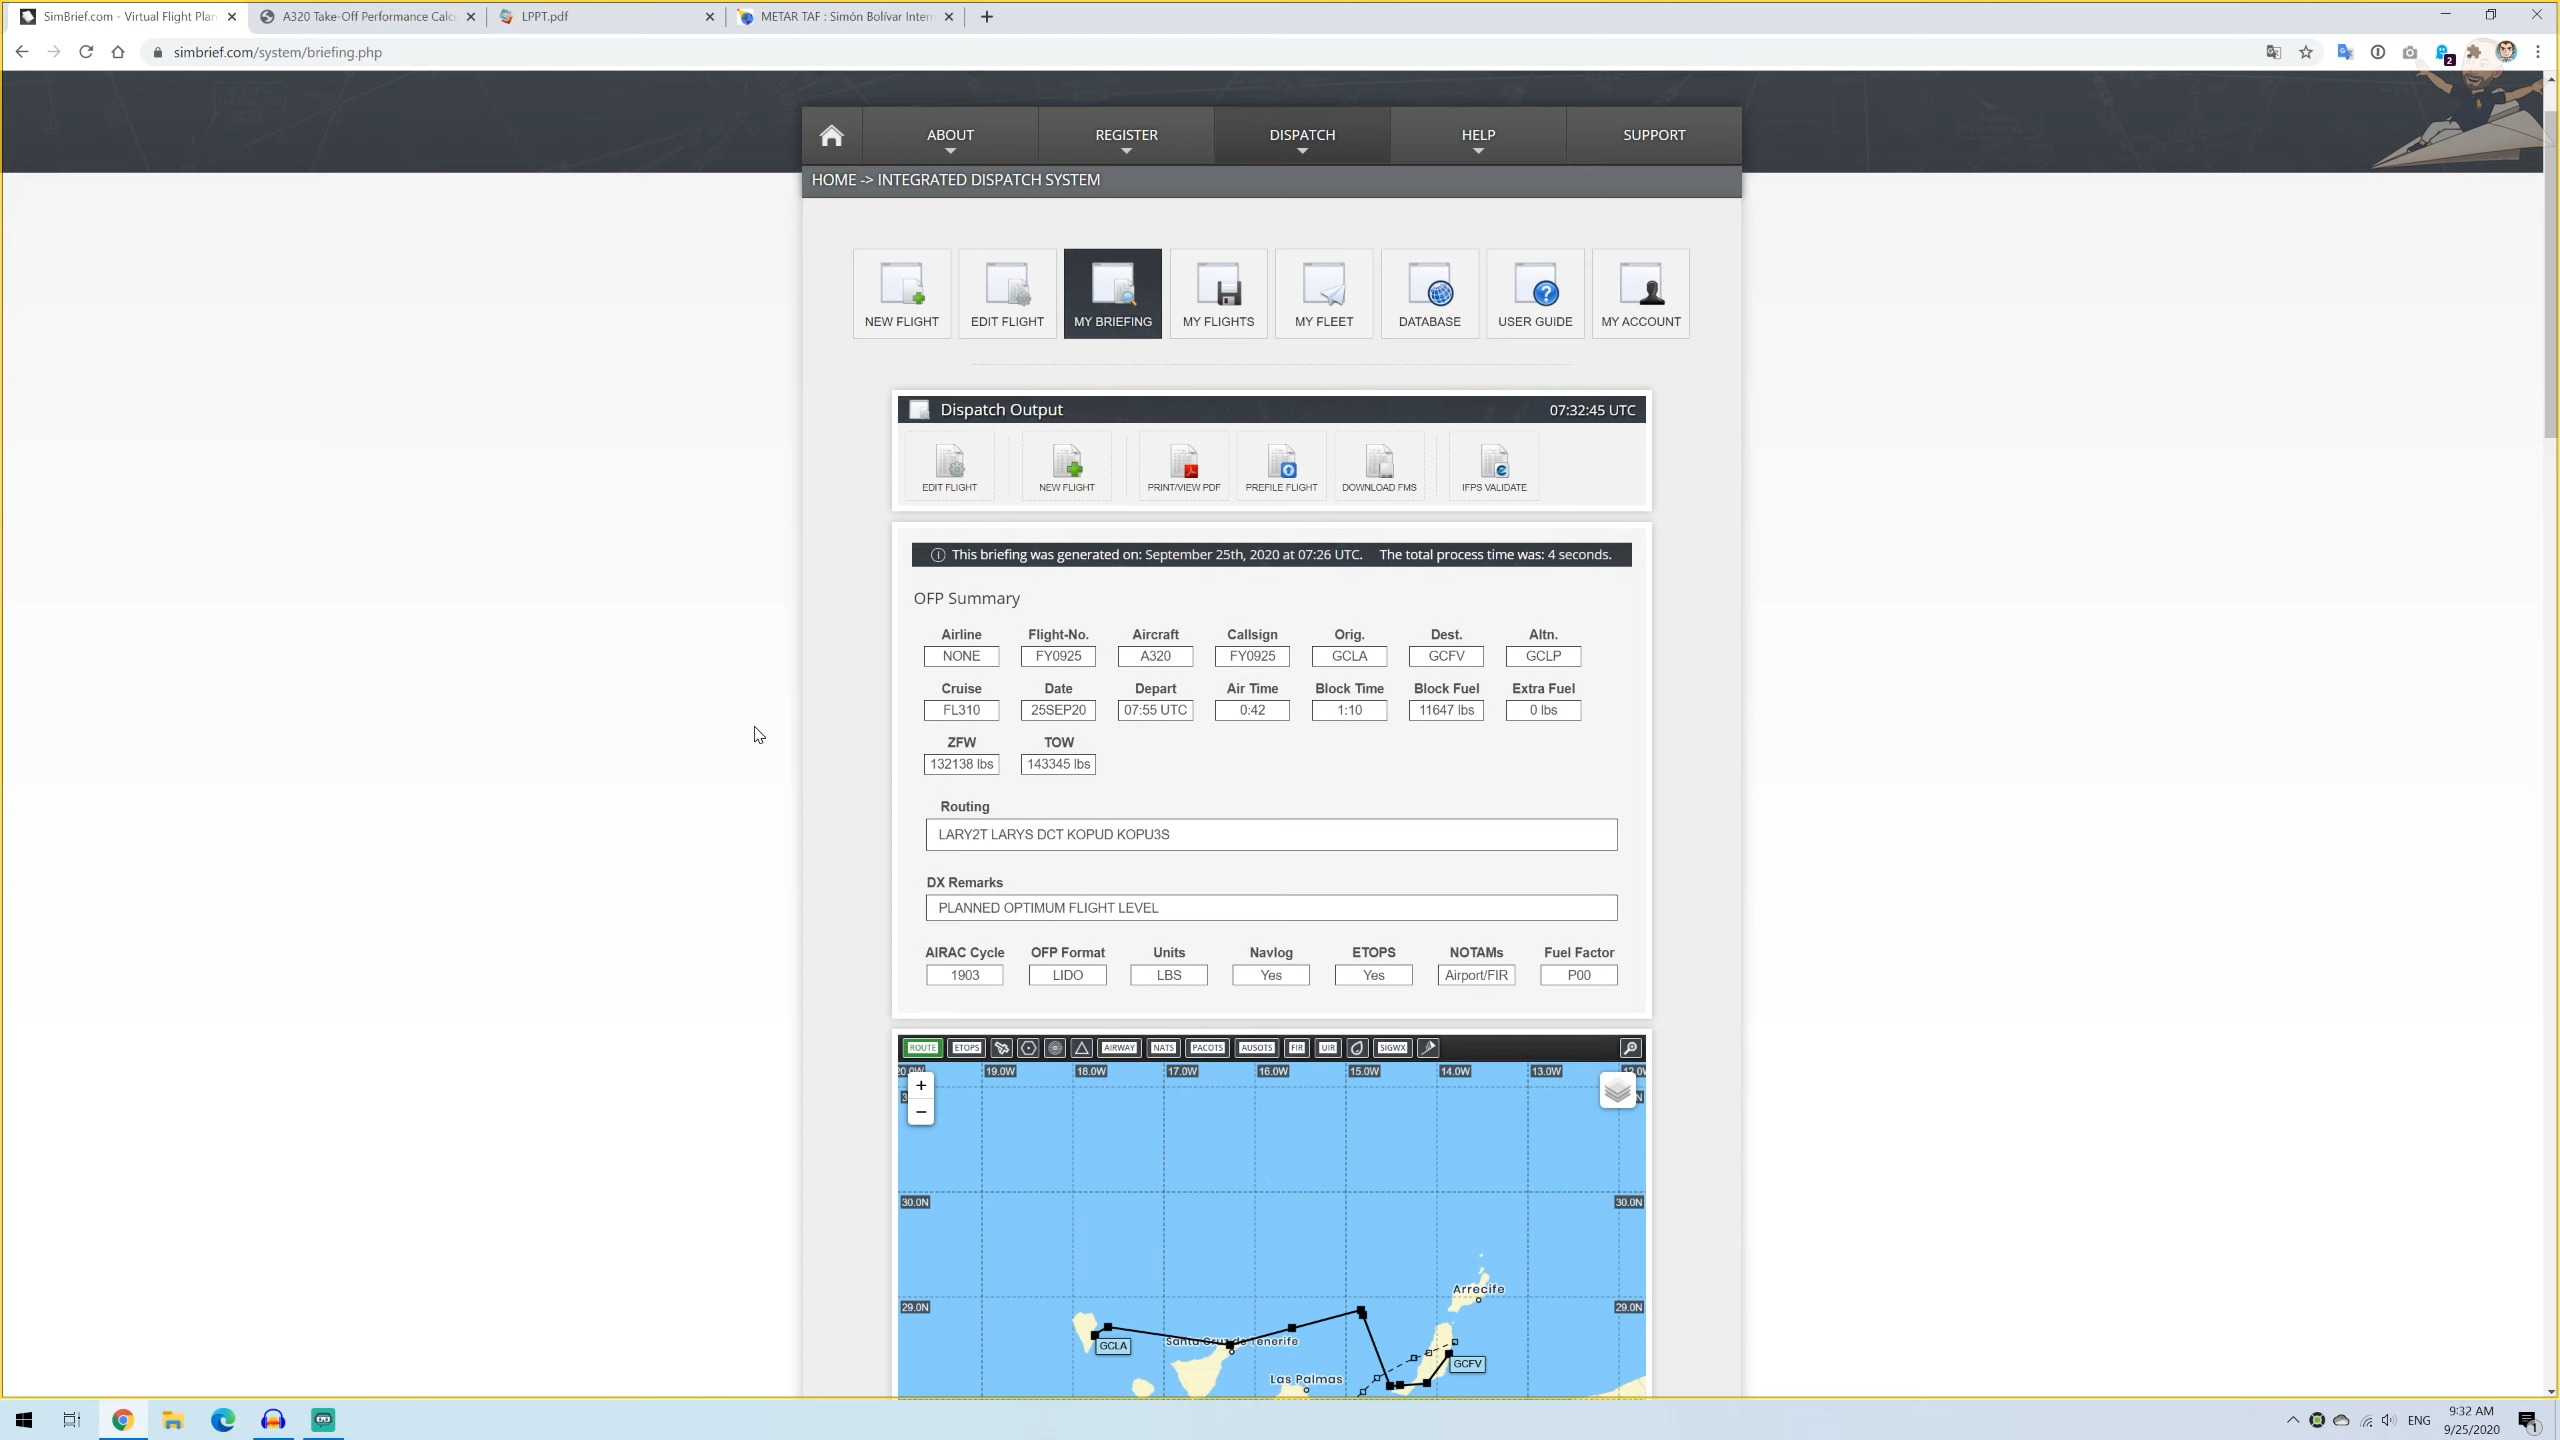 SimBrief.com - Virtual Flight Plan
A320 Take-Off Performance Calc
LPPT.pdf
METAR TAF : Simón Bolívar Intern
simbrief.com/system/briefing.php
2
ABOUT
REGISTER
DISPATCH
HELP
SUPPORT
HOME -> INTEGRATED DISPATCH SYSTEM
NEW FLIGHT
EDIT FLIGHT
MY BRIEFING
MY FLIGHTS
MY FLEET
DATABASE
USER GUIDE
MY ACCOUNT
Dispatch Output
07:32:45 UTC
EDIT FLIGHT
NEW FLIGHT
PRINT/VIEW PDF
PREFILE FLIGHT
DOWNLOAD FMS
IFPS VALIDATE
This briefing was generated on: September 25th, 2020 at 07:26 UTC. The total process time was: 4 seconds.
OFP Summary
Airline Flight-No. Aircraft Callsign Orig. Dest. Altn.
NONE FY0925 A320 FY0925 GCLA GCFV GCLP
Cruise Date Depart Air Time Block Time Block Fuel Extra Fuel
FL310 25SEP20 07:55 UTC 0:42 1:10 11647 lbs 0 lbs
ZFW TOW
132138 lbs 143345 lbs
Routing
LARY2T LARYS DCT KOPUD KOPU3S
DX Remarks
PLANNED OPTIMUM FLIGHT LEVEL
AIRAC Cycle OFP Format Units Navlog ETOPS NOTAMs Fuel Factor
1903 LIDO LBS Yes Yes Airport/FIR P00
ROUTE ETOPS AIRWAY NATS PACOTS AUSOTS FIR UIR SIGWX
19.0W 18.0W 17.0W 16.0W 15.0W 14.0W 13.0W
+
−
30.0N 30.0N
Arrecife
29.0N 29.0N
Santa Cruz de Tenerife
GCLA
GCFV
Las Palmas
ENG
9:32 AM
9/25/2020
1